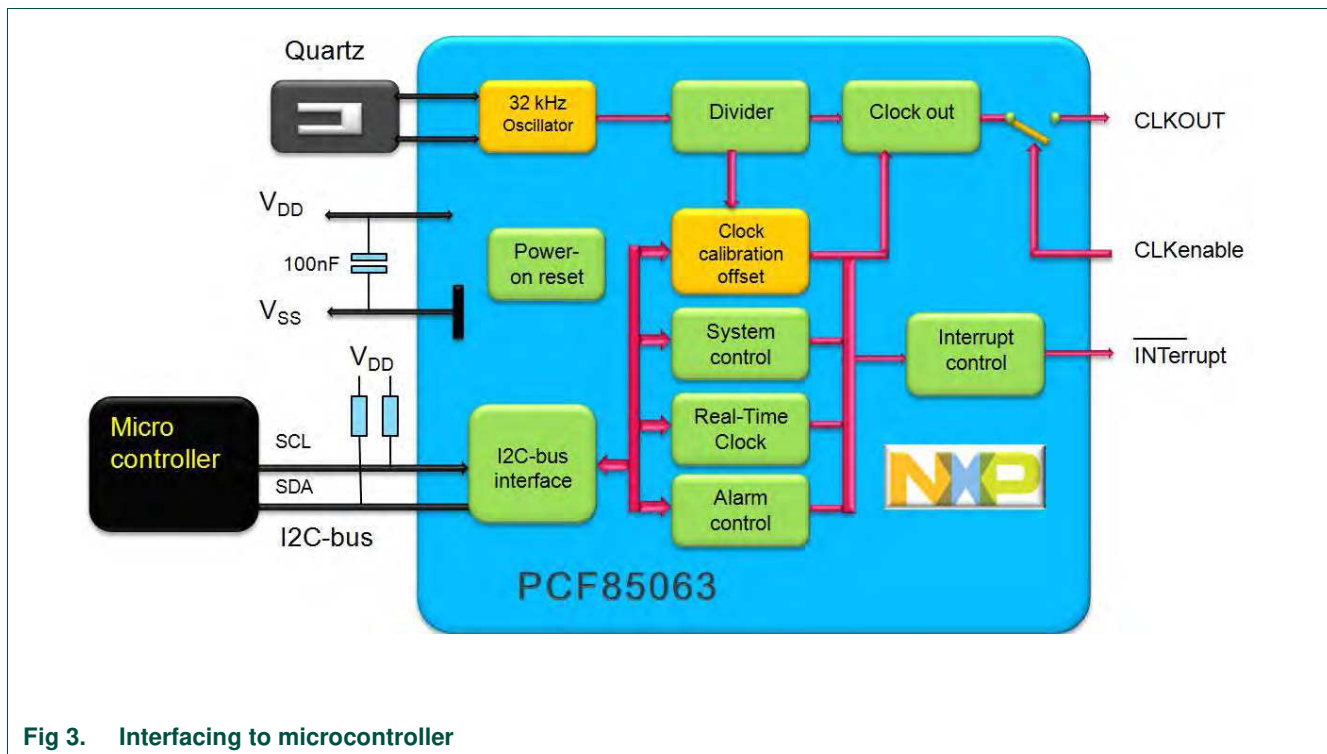 Quartz
32 kHz
Oscillator
Divider
Clock out
CLKOUT
VDD
100nF
VSS
Power-
on reset
Clock
calibration
offset
CLKenable
System
control
Interrupt
control
INTerrupt
VDD
Micro
controller
SCL
SDA
I2C-bus
I2C-bus
interface
Real-Time
Clock
Alarm
control
NXP
PCF85063
Fig 3. Interfacing to microcontroller